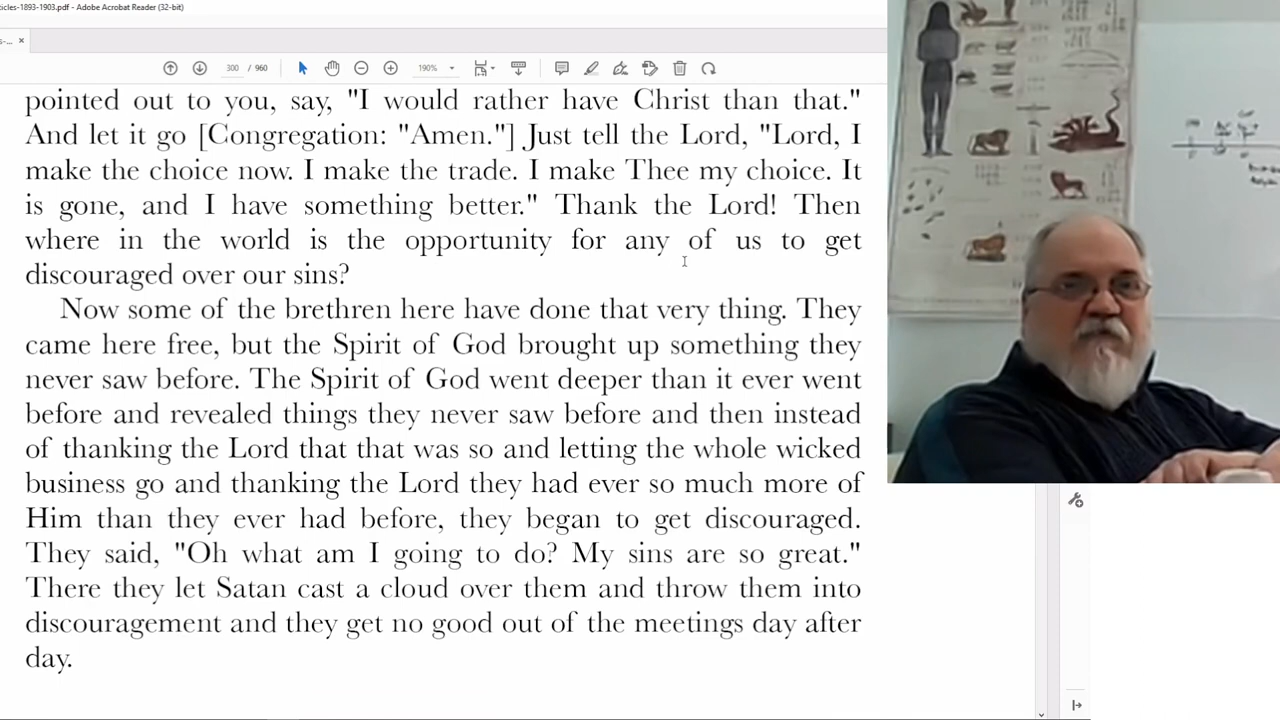 ticles-1893-1903.pdf - Adobe Acrobat Reader (32-bit)
s-... ×
300 / 960
190%
pointed out to you, say, "I would rather have Christ than that."
And let it go [Congregation: "Amen."] Just tell the Lord, "Lord, I
make the choice now. I make the trade. I make Thee my choice. It
is gone, and I have something better." Thank the Lord! Then
where in the world is the opportunity for any of us to get
discouraged over our sins?
Now some of the brethren here have done that very thing. They
came here free, but the Spirit of God brought up something they
never saw before. The Spirit of God went deeper than it ever went
before and revealed things they never saw before and then instead
of thanking the Lord that that was so and letting the whole wicked
business go and thanking the Lord they had ever so much more of
Him than they ever had before, they began to get discouraged.
They said, "Oh what am I going to do? My sins are so great."
There they let Satan cast a cloud over them and throw them into
discouragement and they get no good out of the meetings day after
day.